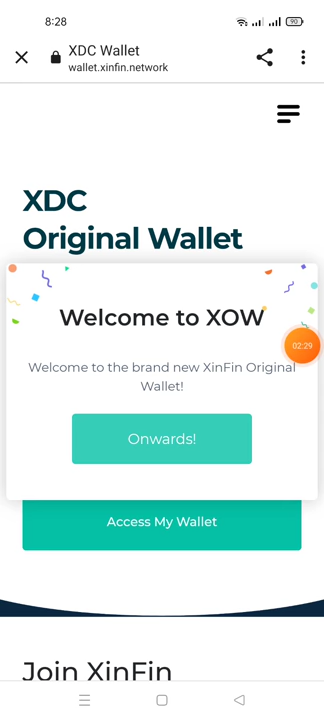 8:28
90
XDC Wallet
wallet.xinfin.network
XDC
Original Wallet
Welcome to XOW
02:29
Welcome to the brand new XinFin Original
Wallet!
Onwards!
Access My Wallet
Join XinFin